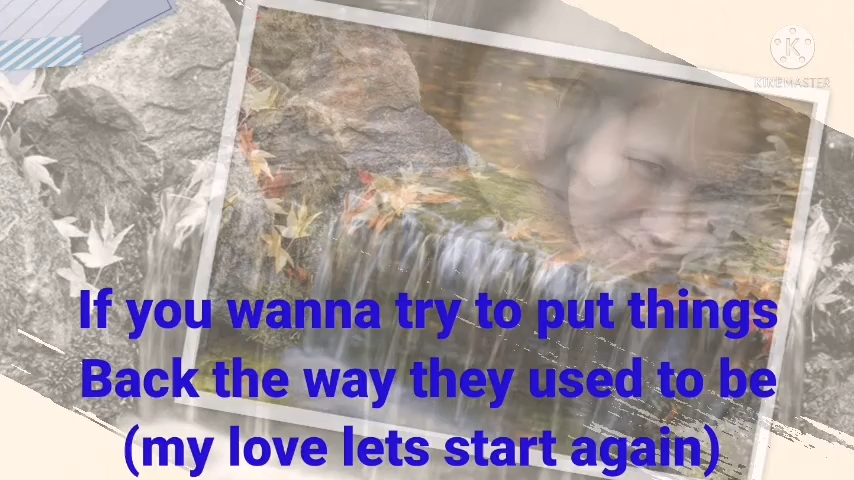 KINEMASTER
If you wanna try to put things
Back the way they used to be
(my love lets start again)